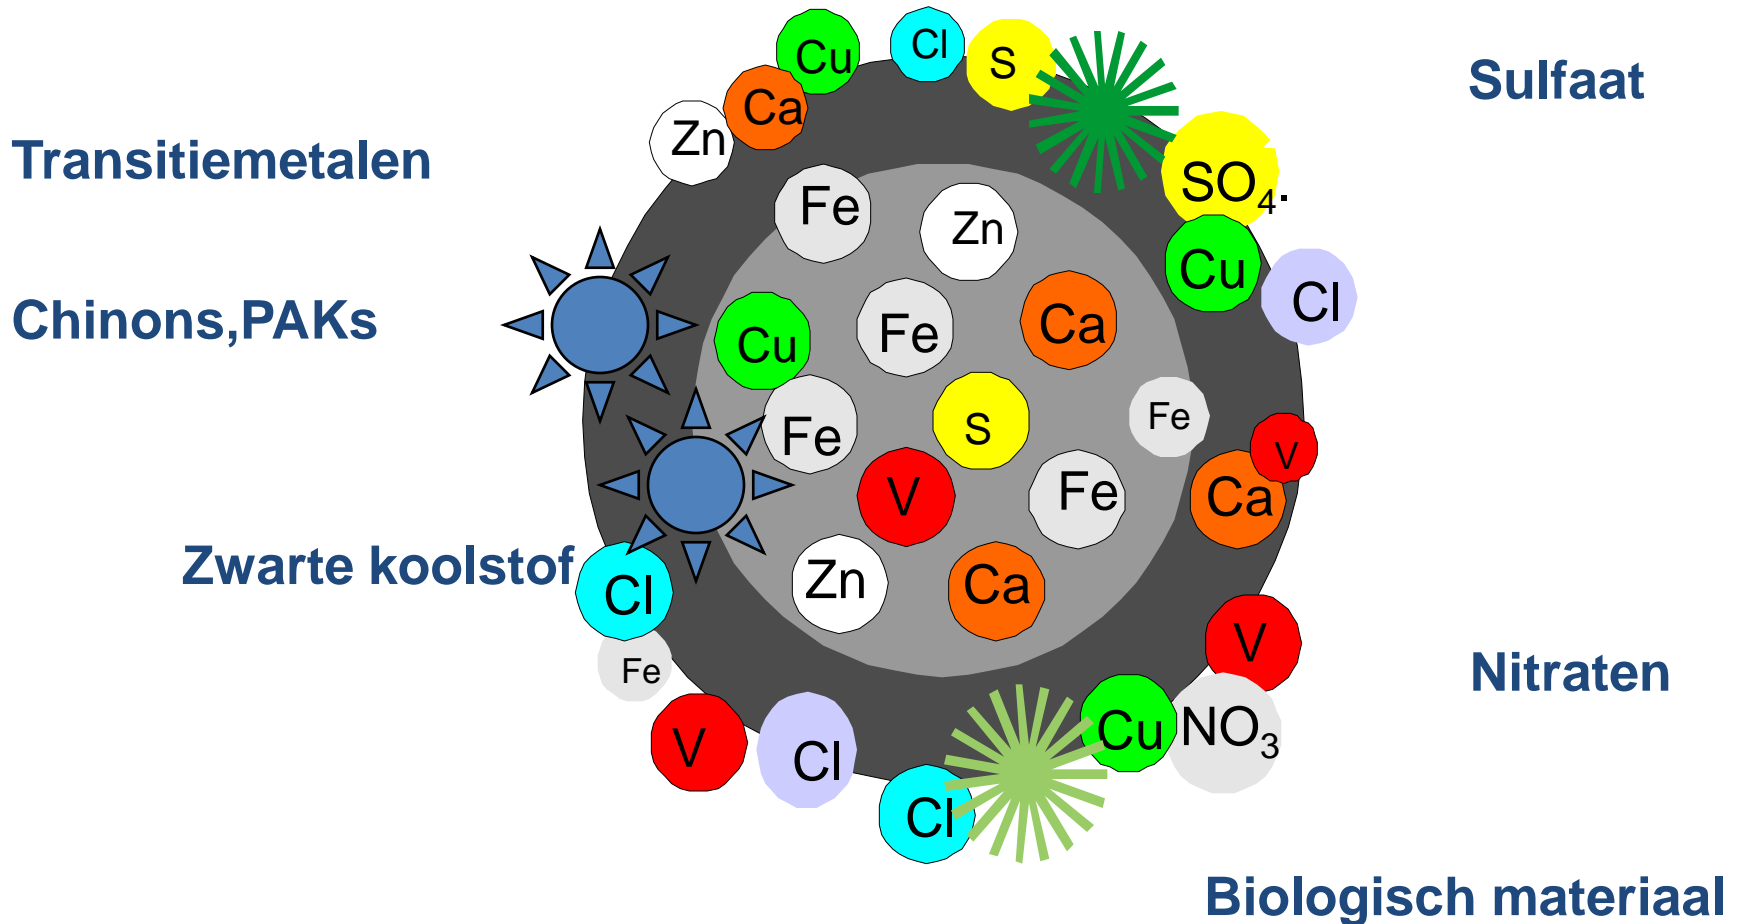 Cu
Cl
S
Sulfaat
Ca
Zn
Transitiemetalen
SO4.
Fe
Zn
Cu
Cl
Chinons,PAKs
Cu
Fe
Ca
Fe
S
Fe
V
V
Fe
Ca
Zwarte koolstof
Cl
Zn
Ca
V
Fe
Nitraten
V
Cl
Cu
NO3
Cl
Biologisch materiaal